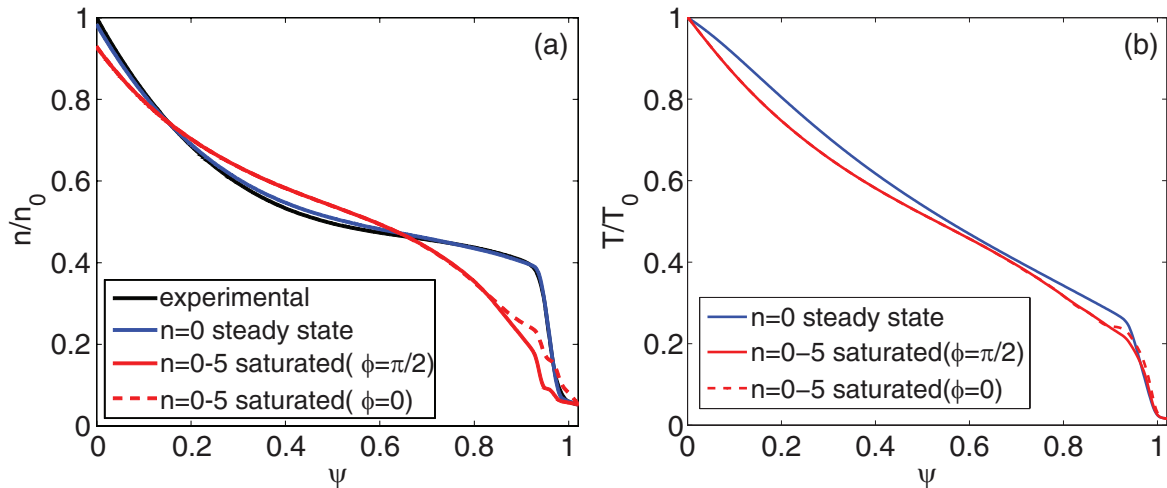 (a)
n/n0
1
0.8
0.6
0.4
0.2
0
experimental
n=0 steady state
n=0-5 saturated( ϕ=π/2)
n=0-5 saturated( ϕ=0)
0 0.2 0.4 0.6 0.8 1
ψ
(b)
T/T0
1
0.8
0.6
0.4
0.2
0
n=0 steady state
n=0-5 saturated(ϕ=π/2)
n=0-5 saturated(ϕ=0)
0 0.2 0.4 0.6 0.8 1
ψ